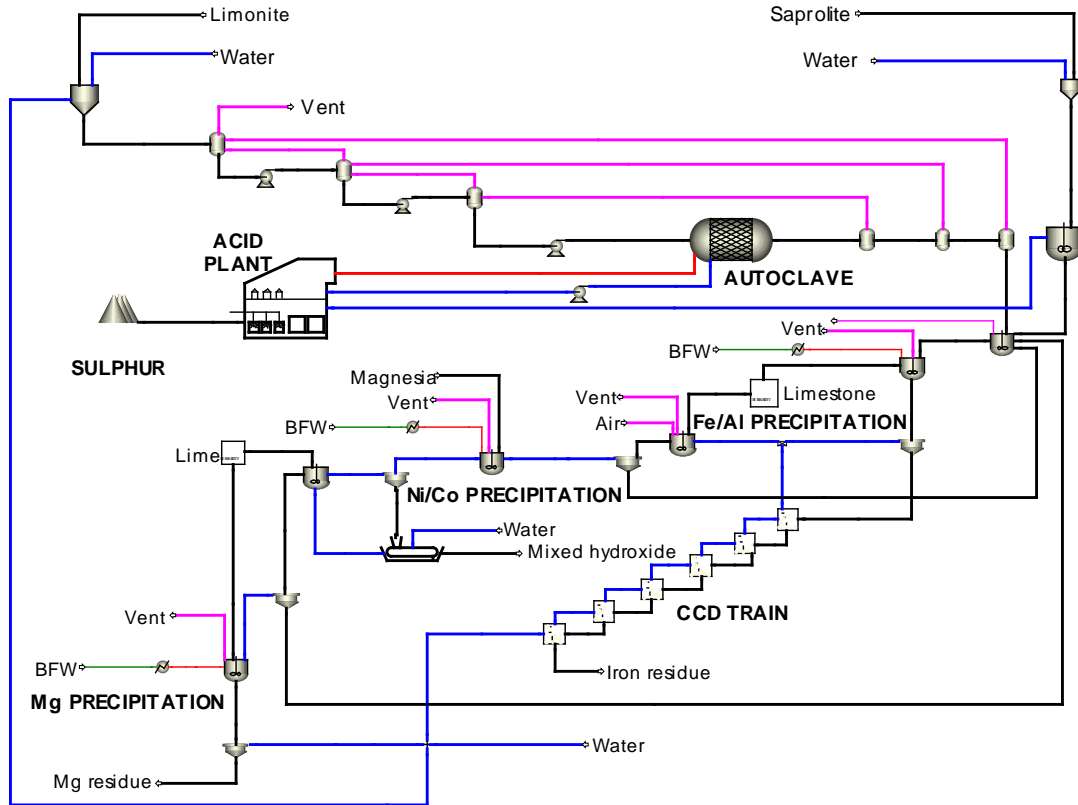 Limonite
Saprolite
Water
Water
Vent
ACID
PLANT
AUTOCLAVE
SULPHUR
Vent
BFW
Magnesia
Vent
Limestone
Vent
Fe/Al PRECIPITATION
Air
BFW
Lime
Ni/Co PRECIPITATION
Water
Mixed hydroxide
CCD TRAIN
Vent
BFW
Iron residue
Mg PRECIPITATION
Water
Mg residue